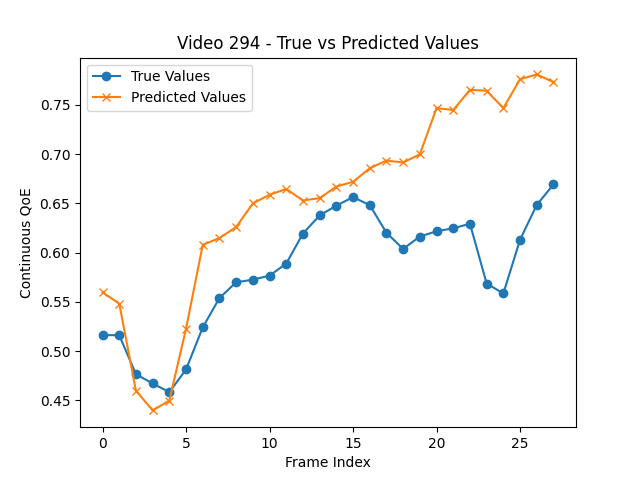 Video 294 - True vs Predicted Values
True Values
Predicted Values
Continuous QoE
0.75
0.70
0.65
0.60
0.55
0.50
0.45
0 5 10 15 20 25
Frame Index